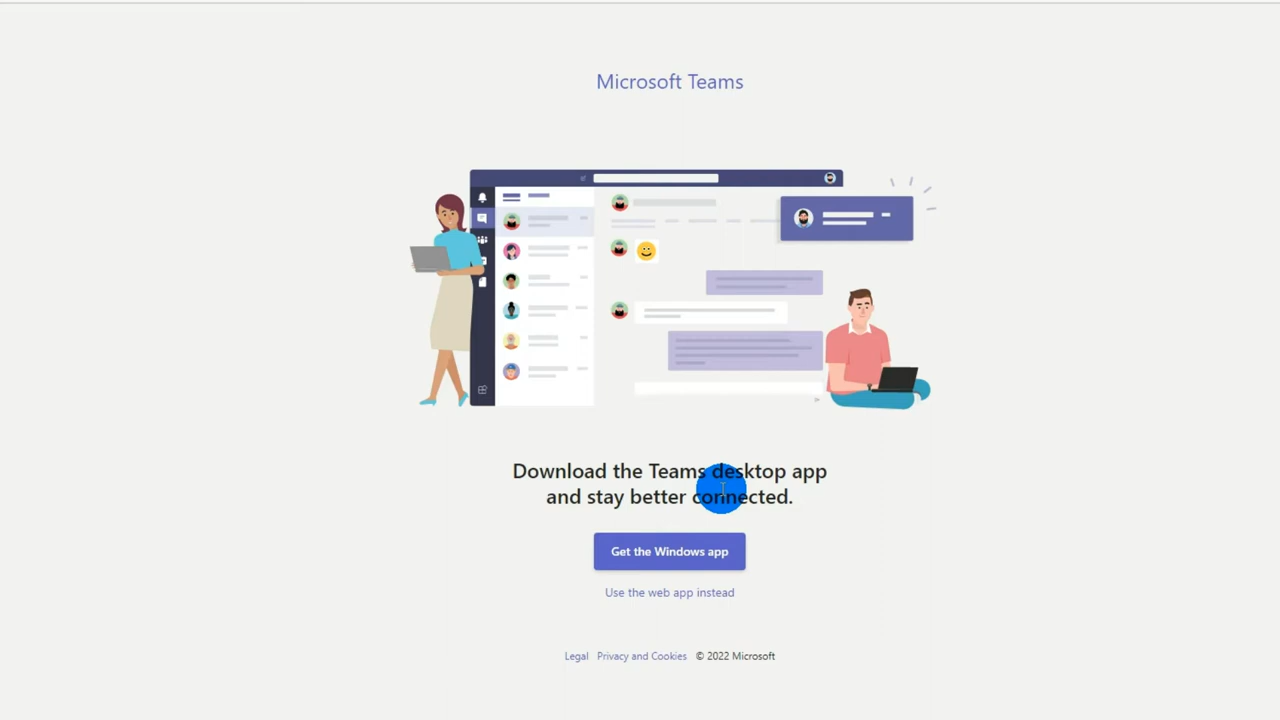 Microsoft Teams
Download the Teams desktop app
and stay better connected.
Get the Windows app
Use the web app instead
Legal Privacy and Cookies © 2022 Microsoft